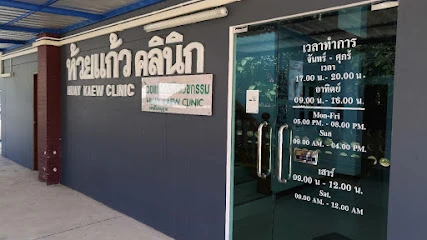 ห้วยแก้ว คลินิก
HUAY KAEW CLINIC
KAEW CLINIC
เวลาทำการ
จันทร์ - ศุกร์
เวลา
17.00 น. - 20.00 น.
อาทิตย์
09.00 น. - 16.00 น.
Mon-Fri
05.00 PM. - 08.00 PM.
Sun
09.00 AM. - 04.00 PM.
เสาร์
09.00 น - 12.00 น.
Sat.
09.00 AM. - 12.00 AM